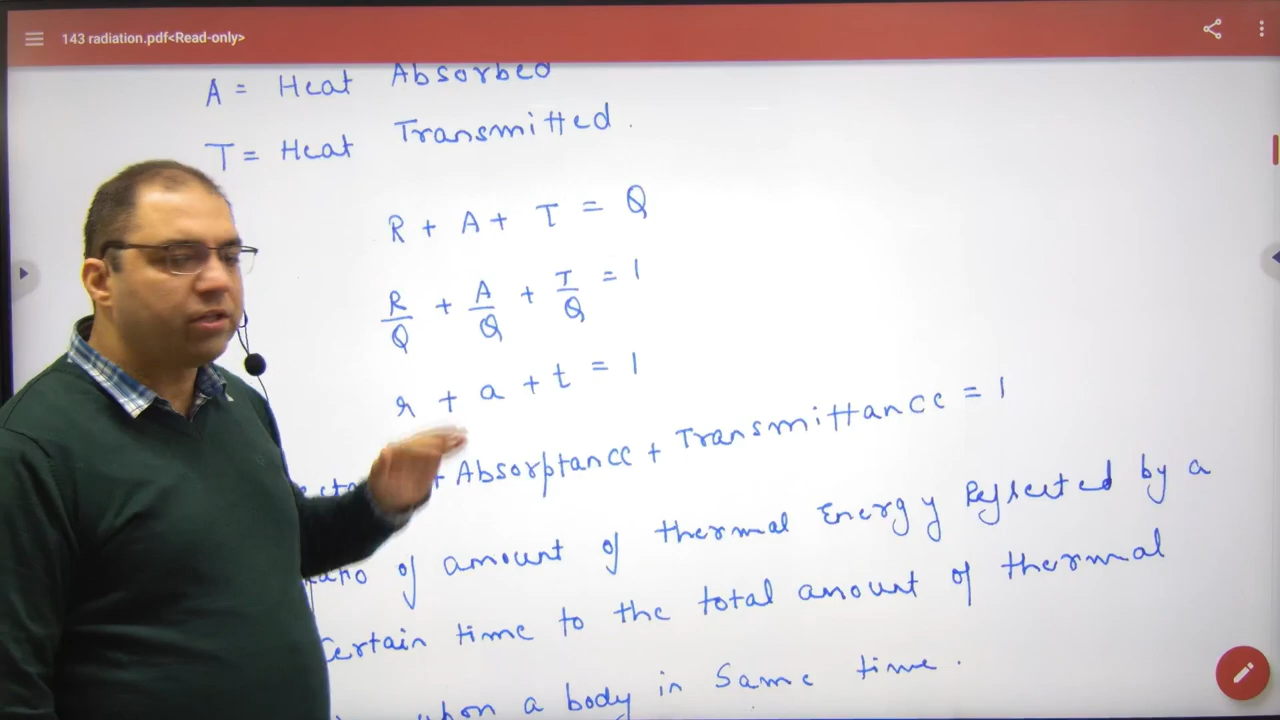 143 radiation.pdf<Read-only>
A = Heat Absorbed
T = Heat Transmitted.
R + A + T = Q
R/Q + A/Q + T/Q = 1
r + a + t = 1
+ Absorptance + Transmittance = 1
of amount of thermal Energy Reflected by a
Certain time to the total amount of thermal
upon a body in Same time.